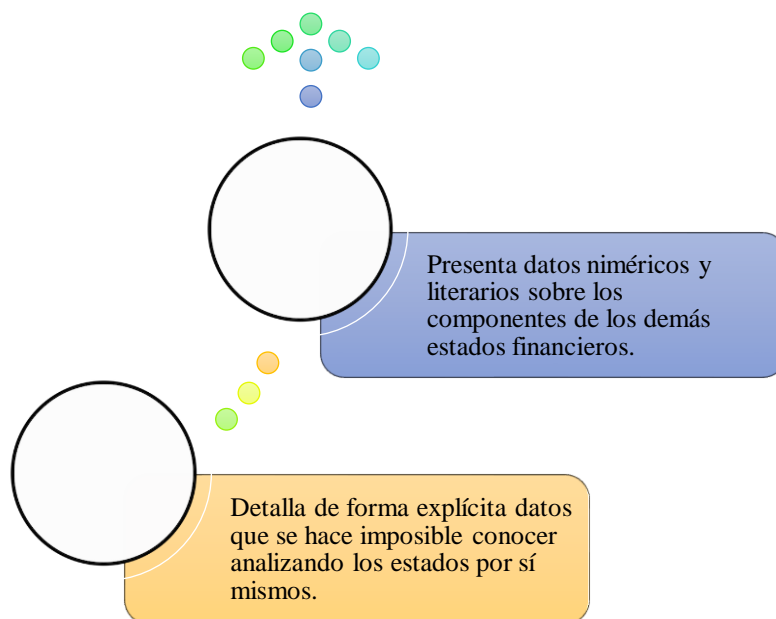 Presenta datos niméricos y
literarios sobre los
componentes de los demás
estados financieros.
Detalla de forma explícita datos
que se hace imposible conocer
analizando los estados por sí
mismos.